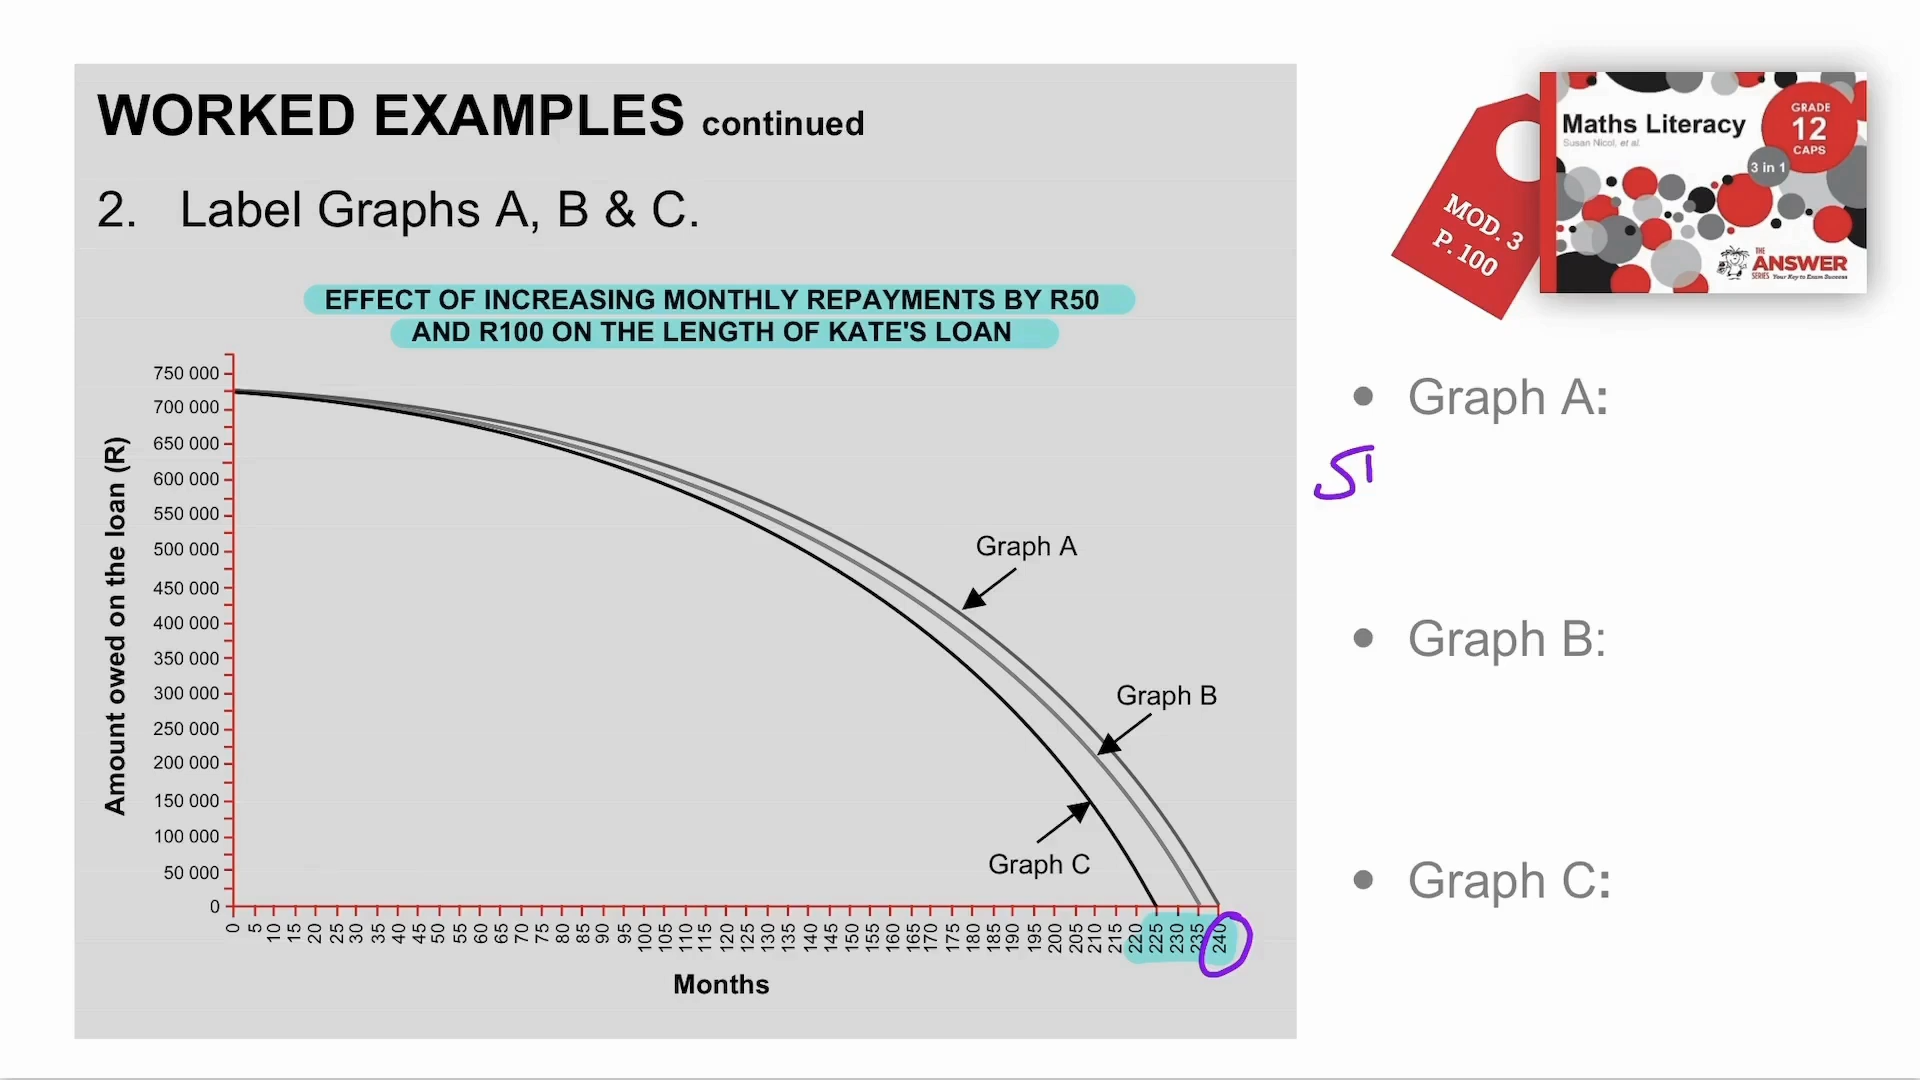 WORKED EXAMPLES continued
2. Label Graphs A, B & C.
EFFECT OF INCREASING MONTHLY REPAYMENTS BY R50
AND R100 ON THE LENGTH OF KATE'S LOAN
Amount owed on the loan (R)
750 000
700 000
650 000
600 000
550 000
500 000
450 000
400 000
350 000
300 000
250 000
200 000
150 000
100 000
50 000
0
Graph A
Graph B
Graph C
0 5 10 15 20 25 30 35 40 45 50 55 60 65 70 75 80 85 90 95 100 105 110 115 120 125 130 135 140 145 150 155 160 165 170 175 180 185 190 195 200 205 210 215 220 225 230 235 240
Months
MOD. 3
P. 100
Maths Literacy
Susan Nicol, et al.
GRADE
12
CAPS
3 in 1
THE
ANSWER
SERIES Your Key to Exam Success
• Graph A:
• Graph B:
• Graph C: